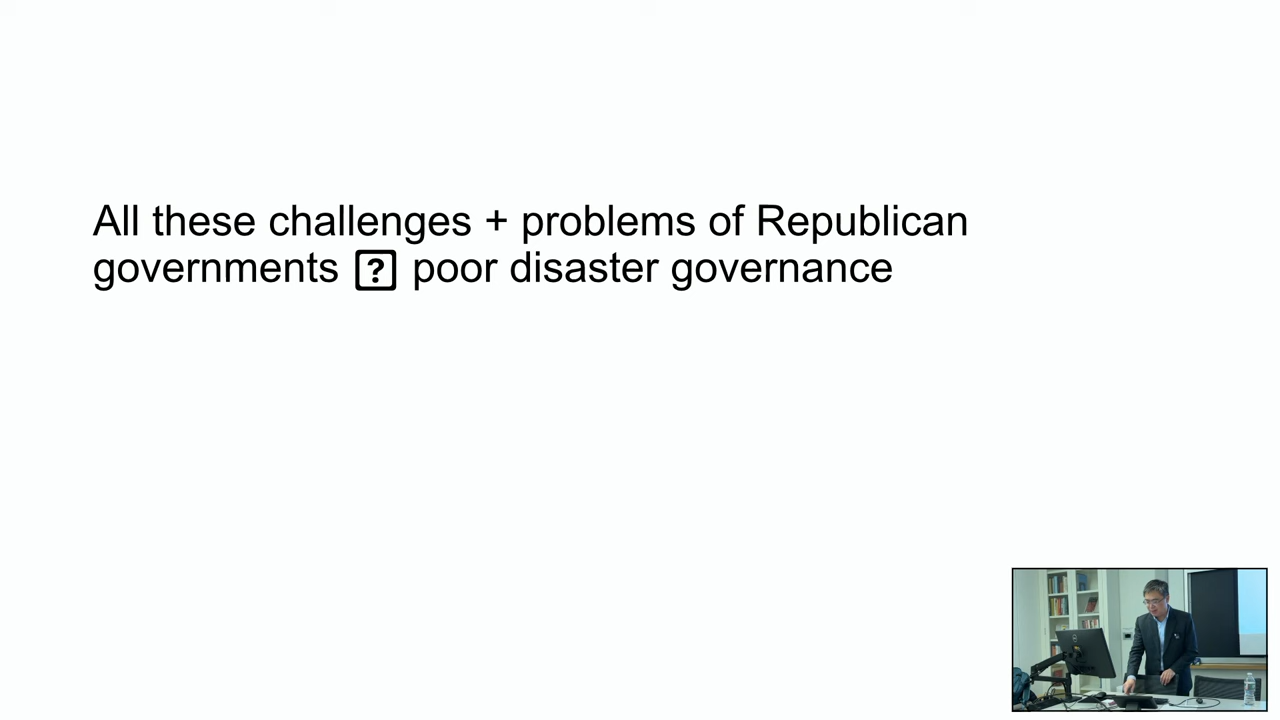 All these challenges + problems of Republican
governments ⍰ poor disaster governance